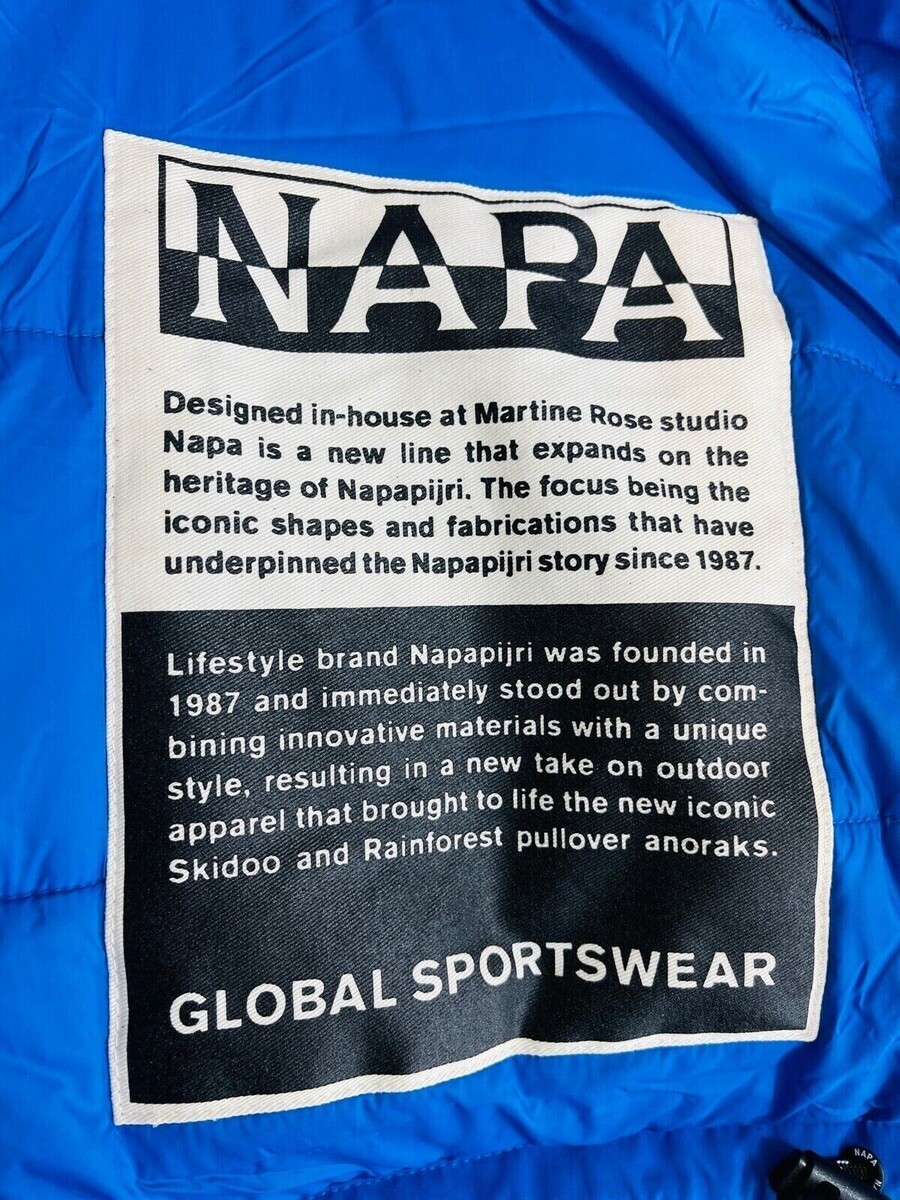 NAPA
Designed in-house at Martine Rose studio
Napa is a new line that expands on the
heritage of Napapijri. The focus being the
iconic shapes and fabrications that have
underpinned the Napapijri story since 1987.
Lifestyle brand Napapijri was founded in
1987 and immediately stood out by com-
bining innovative materials with a unique
style, resulting in a new take on outdoor
apparel that brought to life the new iconic
Skidoo and Rainforest pullover anoraks.
GLOBAL SPORTSWEAR
NAPA